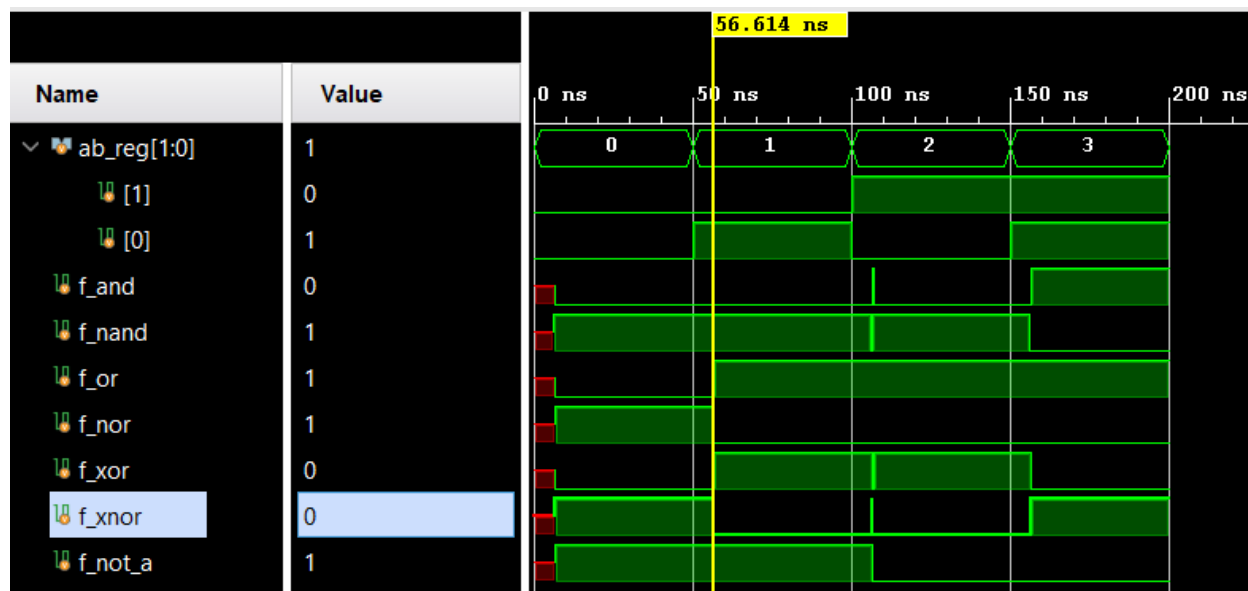 56.614 ns
Name Value 0 ns 50 ns 100 ns 150 ns 200 ns
ab_reg[1:0] 1 0 1 2 3
[1] 0
[0] 1
f_and 0
f_nand 1
f_or 1
f_nor 1
f_xor 0
f_xnor 0
f_not_a 1